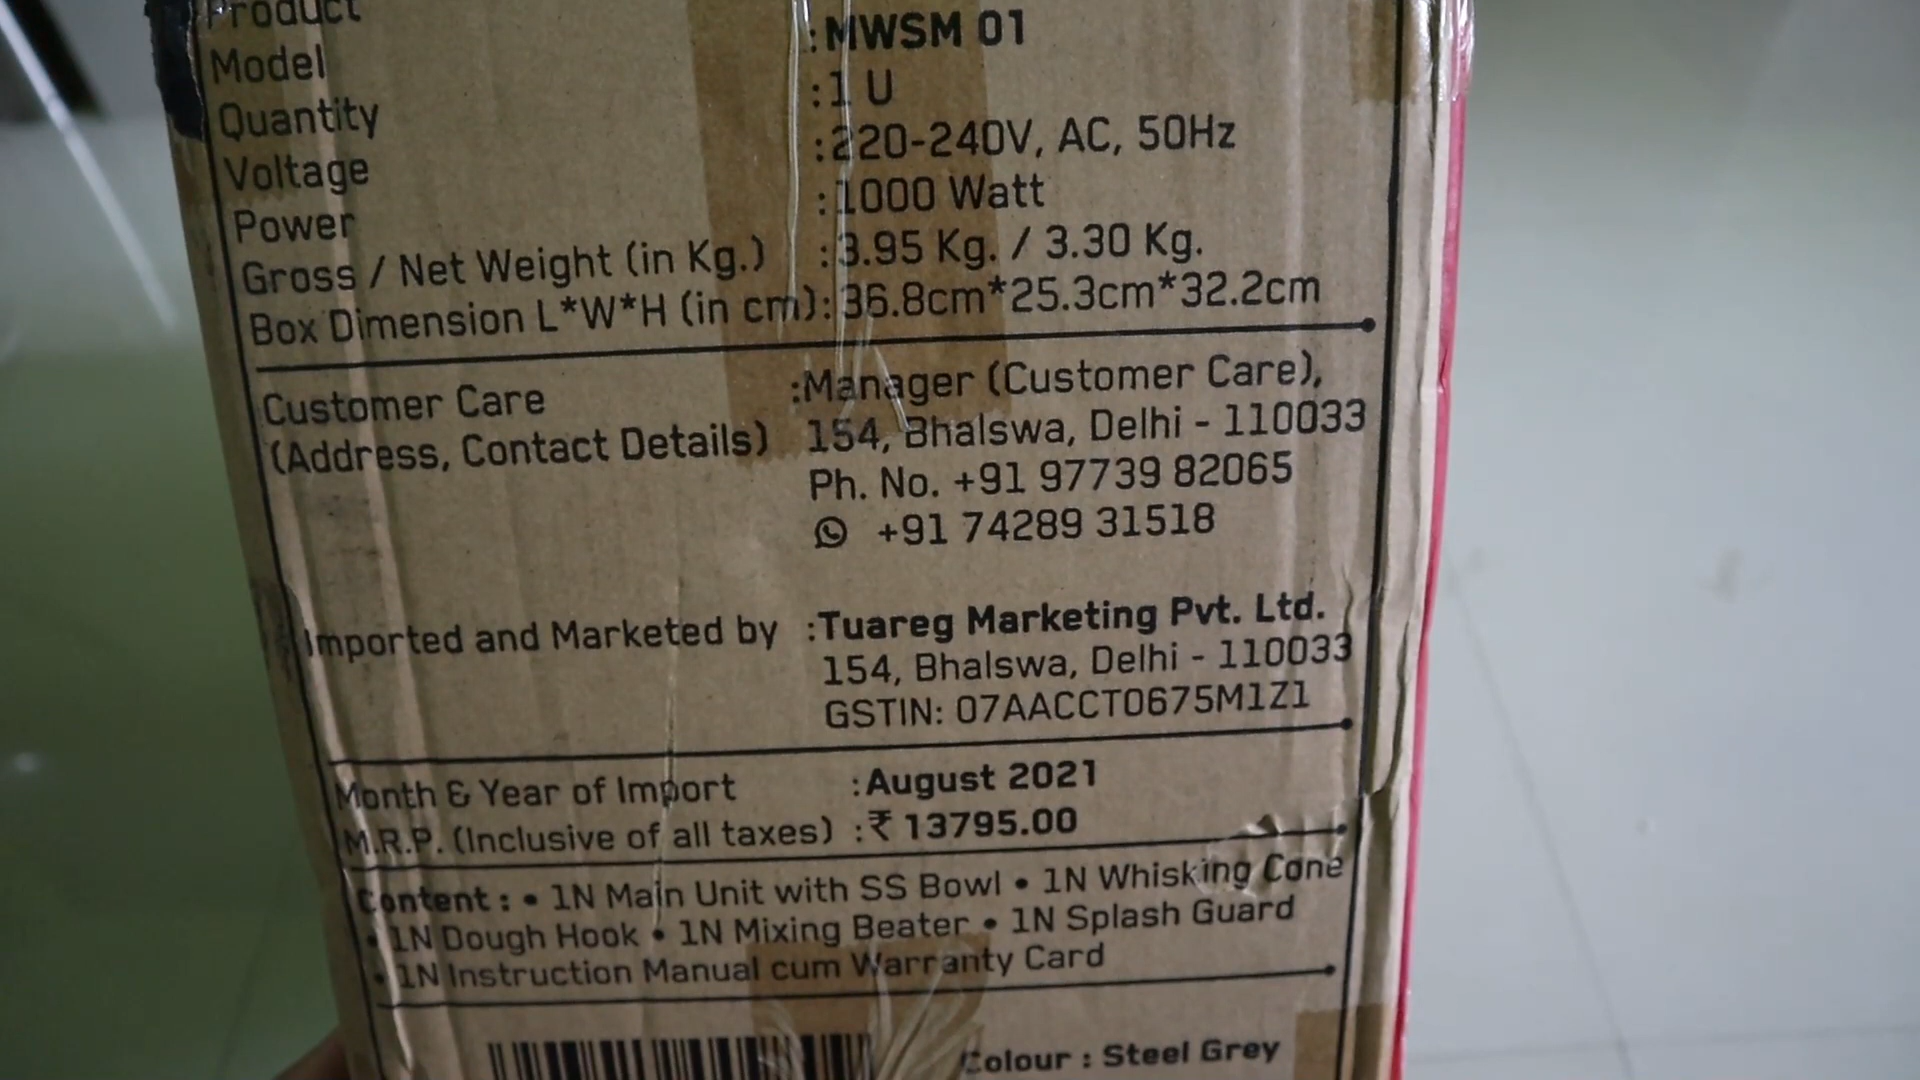 Product
Model : MWSM 01
Quantity : 1 U
Voltage : 220-240V, AC, 50Hz
Power : 1000 Watt
Gross / Net Weight (in Kg.) : 3.95 Kg. / 3.30 Kg.
Box Dimension L*W*H (in cm): 36.8cm*25.3cm*32.2cm
Customer Care :Manager (Customer Care),
(Address, Contact Details) 154, Bhalswa, Delhi - 110033
Ph. No. +91 97739 82065
+91 74289 31518
Imported and Marketed by :Tuareg Marketing Pvt. Ltd.
154, Bhalswa, Delhi - 110033
GSTIN: 07AACCT0675M1Z1
Month & Year of Import :August 2021
M.R.P. (Inclusive of all taxes) :₹ 13795.00
Content : • 1N Main Unit with SS Bowl • 1N Whisking Cone
• 1N Dough Hook • 1N Mixing Beater • 1N Splash Guard
• 1N Instruction Manual cum Warranty Card
Colour : Steel Grey